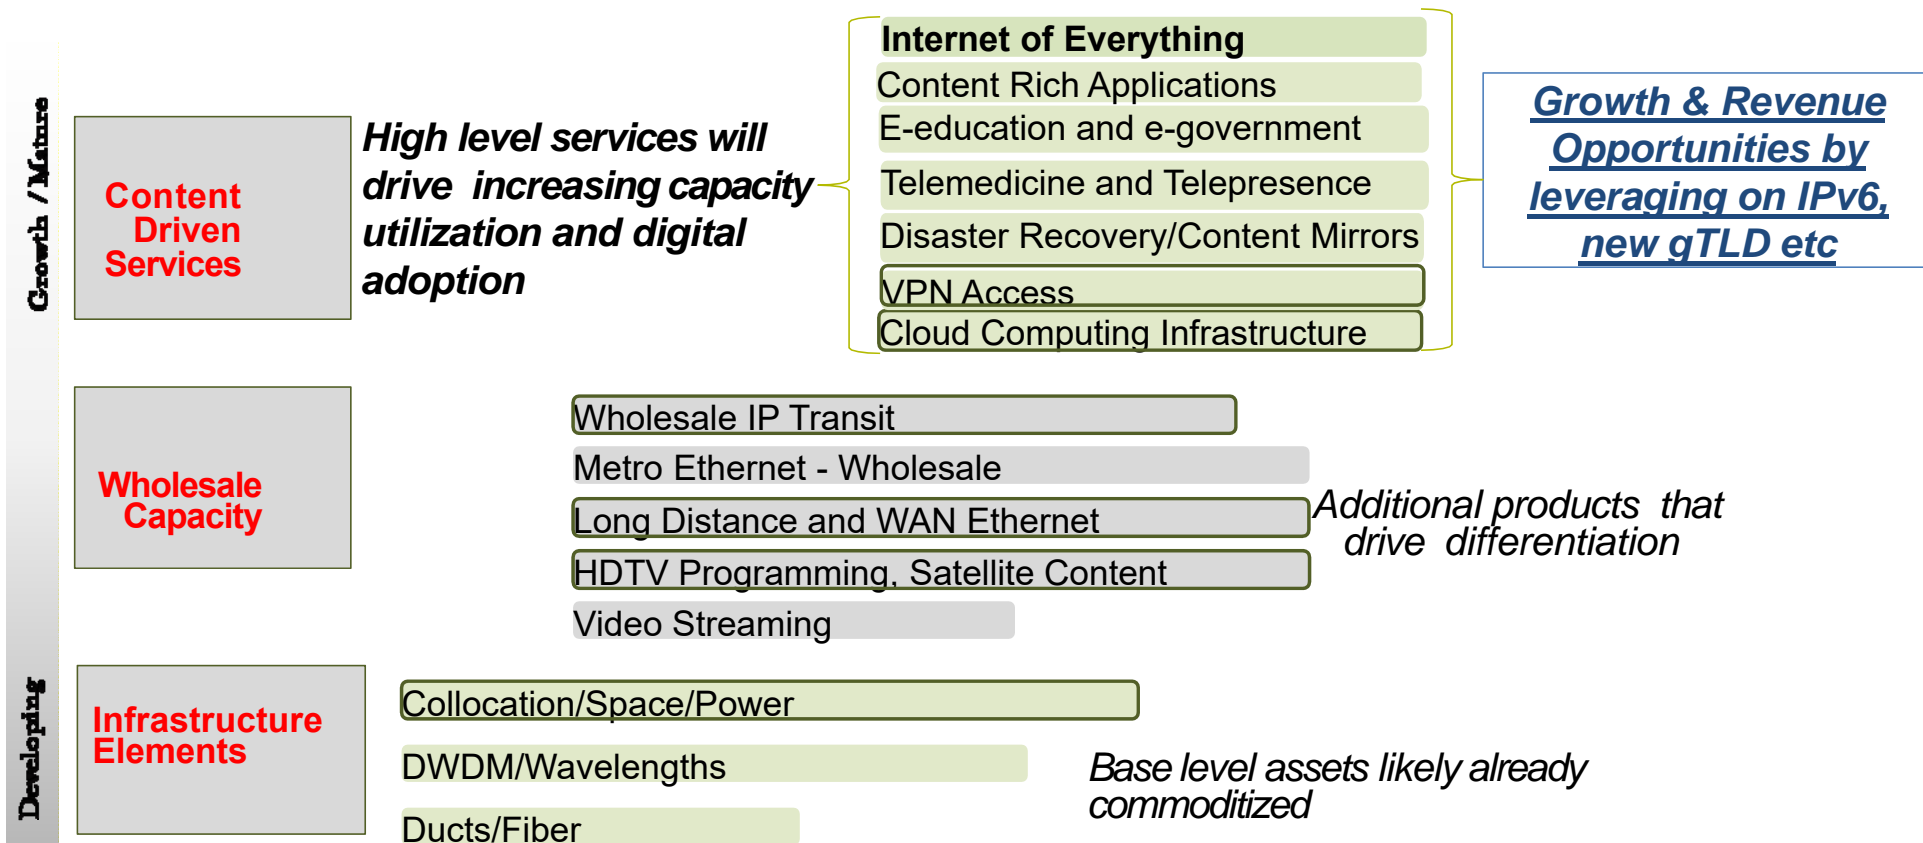 Growth / Mature
Content
Driven
Services
High level services will
drive increasing capacity
utilization and digital
adoption
Internet of Everything
Content Rich Applications
E-education and e-government
Telemedicine and Telepresence
Disaster Recovery/Content Mirrors
VPN Access
Cloud Computing Infrastructure
Growth & Revenue
Opportunities by
leveraging on IPv6,
new gTLD etc
Wholesale
Capacity
Wholesale IP Transit
Metro Ethernet - Wholesale
Long Distance and WAN Ethernet
HDTV Programming, Satellite Content
Video Streaming
Additional products that
drive differentiation
Developing
Infrastructure
Elements
Collocation/Space/Power
DWDM/Wavelengths
Ducts/Fiber
Base level assets likely already
commoditized